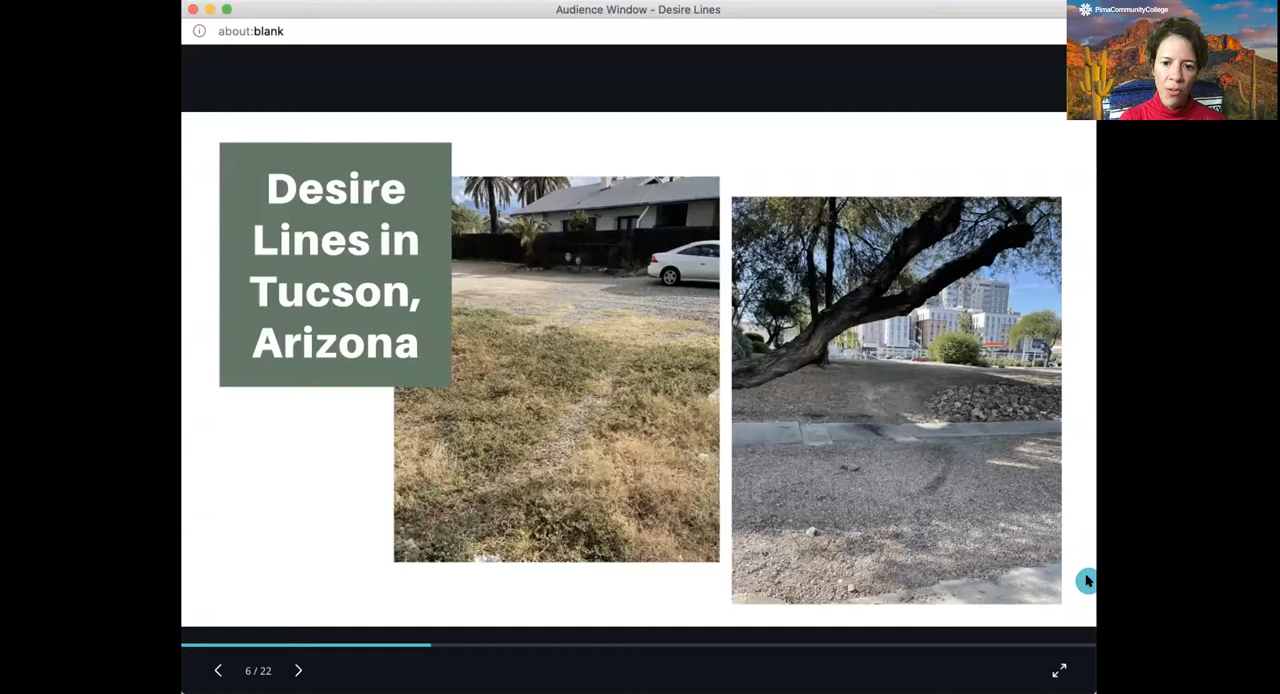 Audience Window - Desire Lines
about:blank
PimaCommunityCollege
Desire
Lines in
Tucson,
Arizona
6 / 22